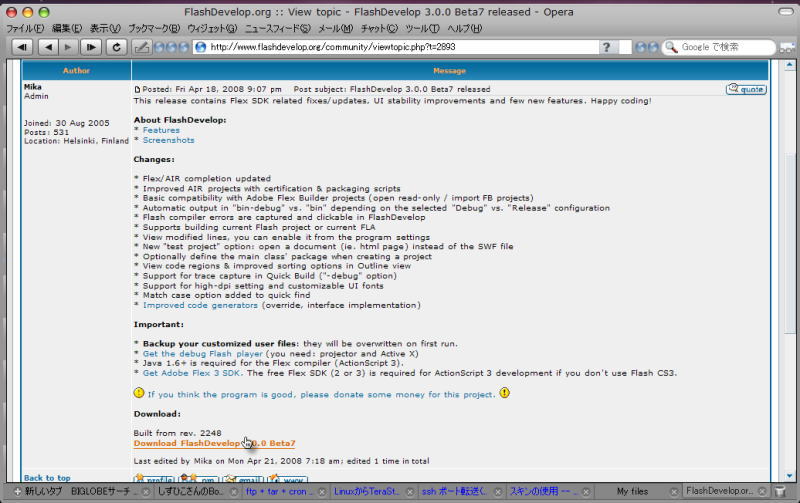 FlashDevelop.org :: View topic - FlashDevelop 3.0.0 Beta7 released - Opera
ファイル(F) 編集(E) 表示(V) ブックマーク(B) ウィジェット(G) ニュースフィード(S) メール(M) チャット(C) ツール(T) ヘルプ(H)
http://www.flashdevelop.org/community/viewtopic.php?t=2893
? Google で検索
Author Message
Mika
Admin
Joined: 30 Aug 2005
Posts: 531
Location: Helsinki, Finland
Posted: Fri Apr 18, 2008 9:07 pm Post subject: FlashDevelop 3.0.0 Beta7 released
quote
This release contains Flex SDK related fixes/updates, UI stability improvements and few new features. Happy coding!
About FlashDevelop:
* Features
* Screenshots
Changes:
* Flex/AIR completion updated
* Improved AIR projects with certification & packaging scripts
* Basic compatibility with Adobe Flex Builder projects (open read-only / import FB projects)
* Automatic output in "bin-debug" vs. "bin" depending on the selected "Debug" vs. "Release" configuration
* Flash compiler errors are captured and clickable in FlashDevelop
* Supports building current Flash project or current FLA
* View modified lines, you can enable it from the program settings
* New "test project" option: open a document (ie. html page) instead of the SWF file
* Optionally define the main class' package when creating a project
* View code regions & improved sorting options in Outline view
* Support for trace capture in Quick Build ("-debug" option)
* Support for high-dpi setting and customizable UI fonts
* Match case option added to quick find
* Improved code generators (override, interface implementation)
Important:
* Backup your customized user files: they will be overwritten on first run.
* Get the debug Flash player (you need: projector and Active X)
* Java 1.6+ is required for the Flex compiler (ActionScript 3).
* Get Adobe Flex 3 SDK. The free Flex SDK (2 or 3) is required for ActionScript 3 development if you don't use Flash CS3.
If you think the program is good, please donate some money for this project.
Download:
Built from rev. 2248
Download FlashDevelop 3.0.0 Beta7
Last edited by Mika on Mon Apr 21, 2008 7:18 am; edited 1 time in total
Back to top
profile pm email www
新しいタブ BIGLOBEサーチ しずひこさんのBo... ftp + tar + cron ... LinuxからTeraSt... ssh ポート転送(... スキンの使用 -- ... My files FlashDevelop.or...